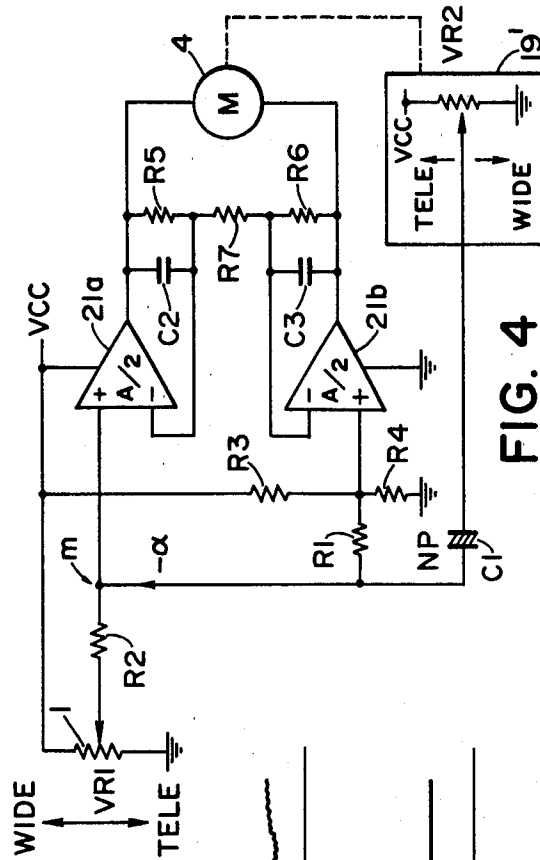 WIDE
1
VR1
TELE
R2
m
-α
VCC
21a
A/2
+
-
C2
R5
R7
R6
C3
4
M
R3
R1
R4
-
A/2
+
21b
NP
C1
VCC
TELE
WIDE
VR2
19'
FIG. 4